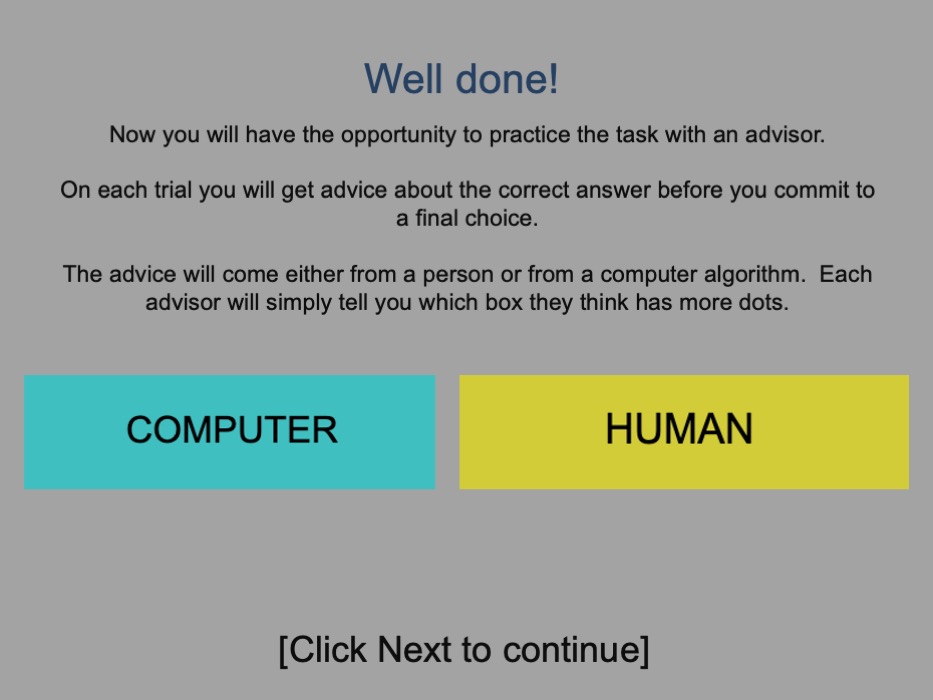 Well done!
Now you will have the opportunity to practice the task with an advisor.
On each trial you will get advice about the correct answer before you commit to
a final choice.
The advice will come either from a person or from a computer algorithm.  Each
advisor will simply tell you which box they think has more dots.
COMPUTER
HUMAN
[Click Next to continue]